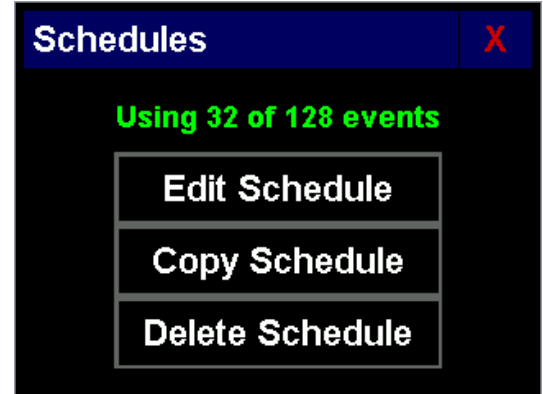 Schedules X
Using 32 of 128 events
Edit Schedule
Copy Schedule
Delete Schedule